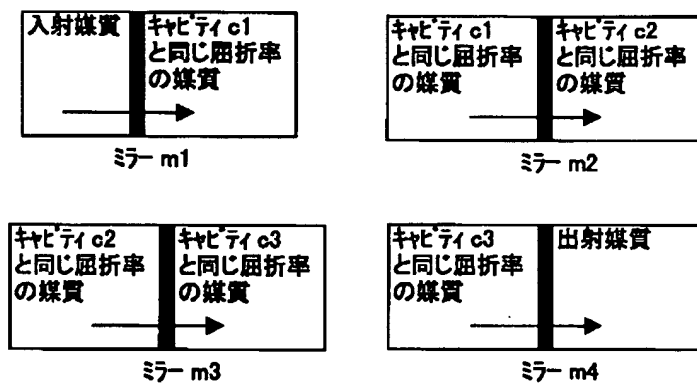 入射媒質
キャビティ c1
と同じ屈折率
の媒質
ミラー m1
キャビティ c1
と同じ屈折率
の媒質
キャビティ c2
と同じ屈折率
の媒質
ミラー m2
キャビティ c2
と同じ屈折率
の媒質
キャビティ c3
と同じ屈折率
の媒質
ミラー m3
キャビティ c3
と同じ屈折率
の媒質
出射媒質
ミラー m4